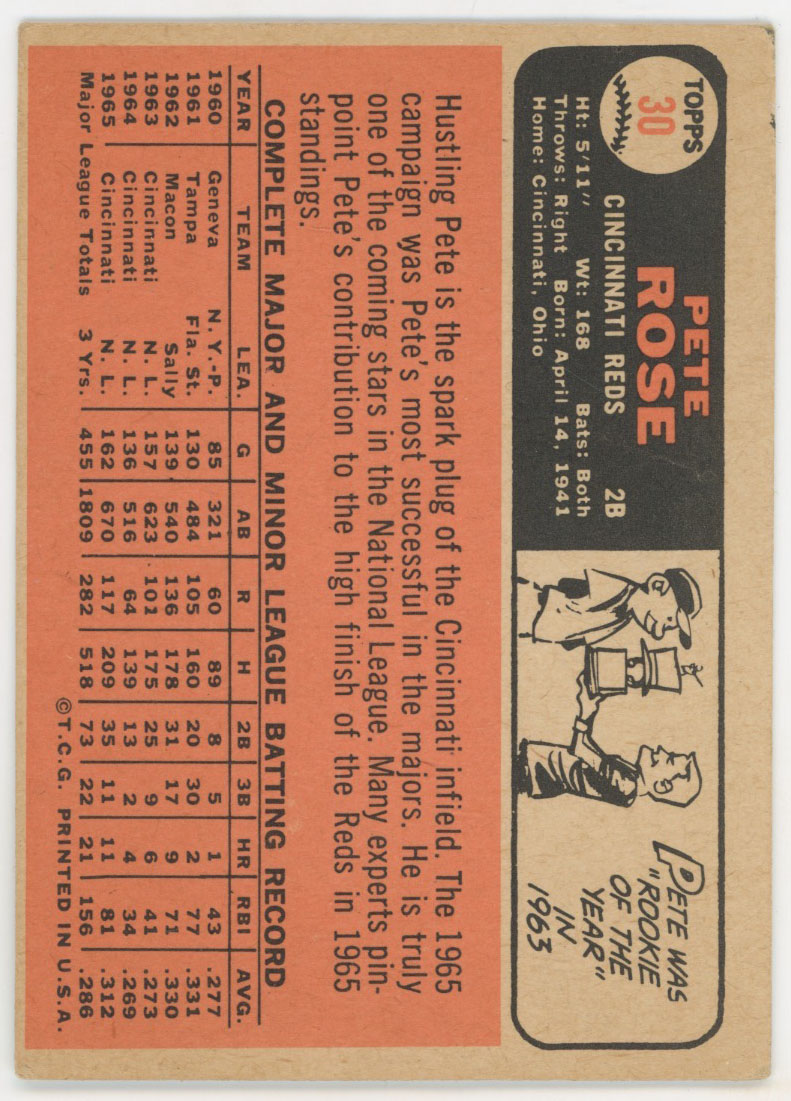 TOPPS
30
PETE
ROSE
CINCINNATI REDS 2B
Ht: 5'11" Wt: 168 Bats: Both
Throws: Right Born: April 14, 1941
Home: Cincinnati, Ohio
PETE WAS
"ROOKIE
OF THE
YEAR"
IN
1963
Hustling Pete is the spark plug of the Cincinnati infield. The 1965
campaign was Pete's most successful in the majors. He is truly
one of the coming stars in the National League. Many experts pin-
point Pete's contribution to the high finish of the Reds in 1965
standings.
COMPLETE MAJOR AND MINOR LEAGUE BATTING RECORD
YEAR TEAM LEA. G AB R H 2B 3B HR RBI AVG.
1960 Geneva N.Y.-P. 85 321 60 89 8 5 1 43 .277
1961 Tampa Fla. St. 130 484 105 160 20 30 2 77 .331
1962 Macon Sally 139 540 136 178 31 17 9 71 .330
1963 Cincinnati N. L. 157 623 101 175 25 9 6 41 .273
1964 Cincinnati N. L. 136 516 64 139 13 2 4 34 .269
1965 Cincinnati N. L. 162 670 117 209 35 11 11 81 .312
Major League Totals 3 Yrs. 455 1809 282 518 73 22 21 156 .286
©T.C.G. PRINTED IN U.S.A.